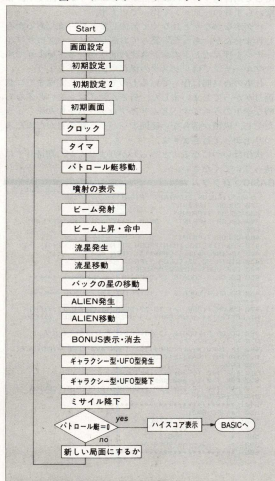 Start
画面設定
初期設定1
初期設定2
初期画面
クロック
タイマ
パトロール艇移動
噴射の表示
ビーム発射
ビーム上昇・命中
流星発生
流星移動
バックの星の移動
ALIEN発生
ALIEN移動
BONUS表示・消去
ギャラクシー型・UFO型発生
ギャラクシー型・UFO型降下
ミサイル降下
パトロール艇=0
yes
ハイスコア表示
BASICへ
no
新しい局面にするか